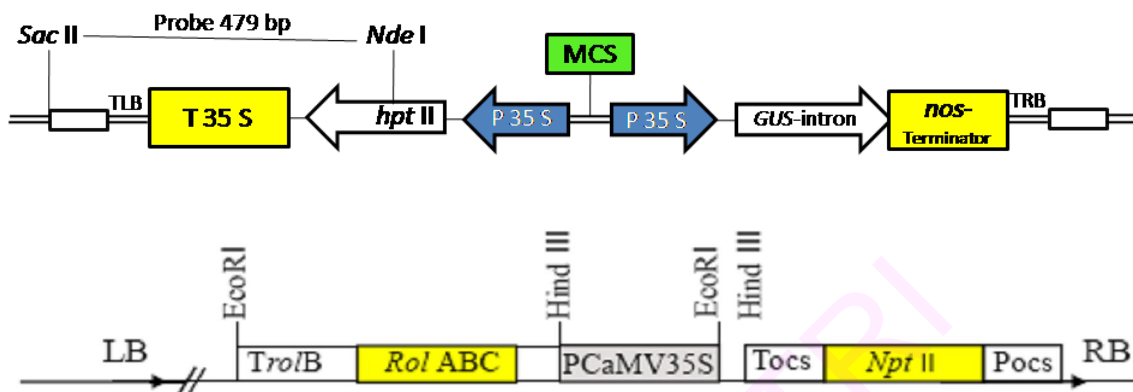 Probe 479 bp
Sac II
Nde I
MCS
TLB
T 35 S
hpt II
P 35 S
P 35 S
GUS-intron
nos-
Terminator
TRB
EcoRI
Hind III
EcoRI
Hind III
LB
TrolB
Rol ABC
PCaMV35S
Tocs
Npt II
Pocs
RB